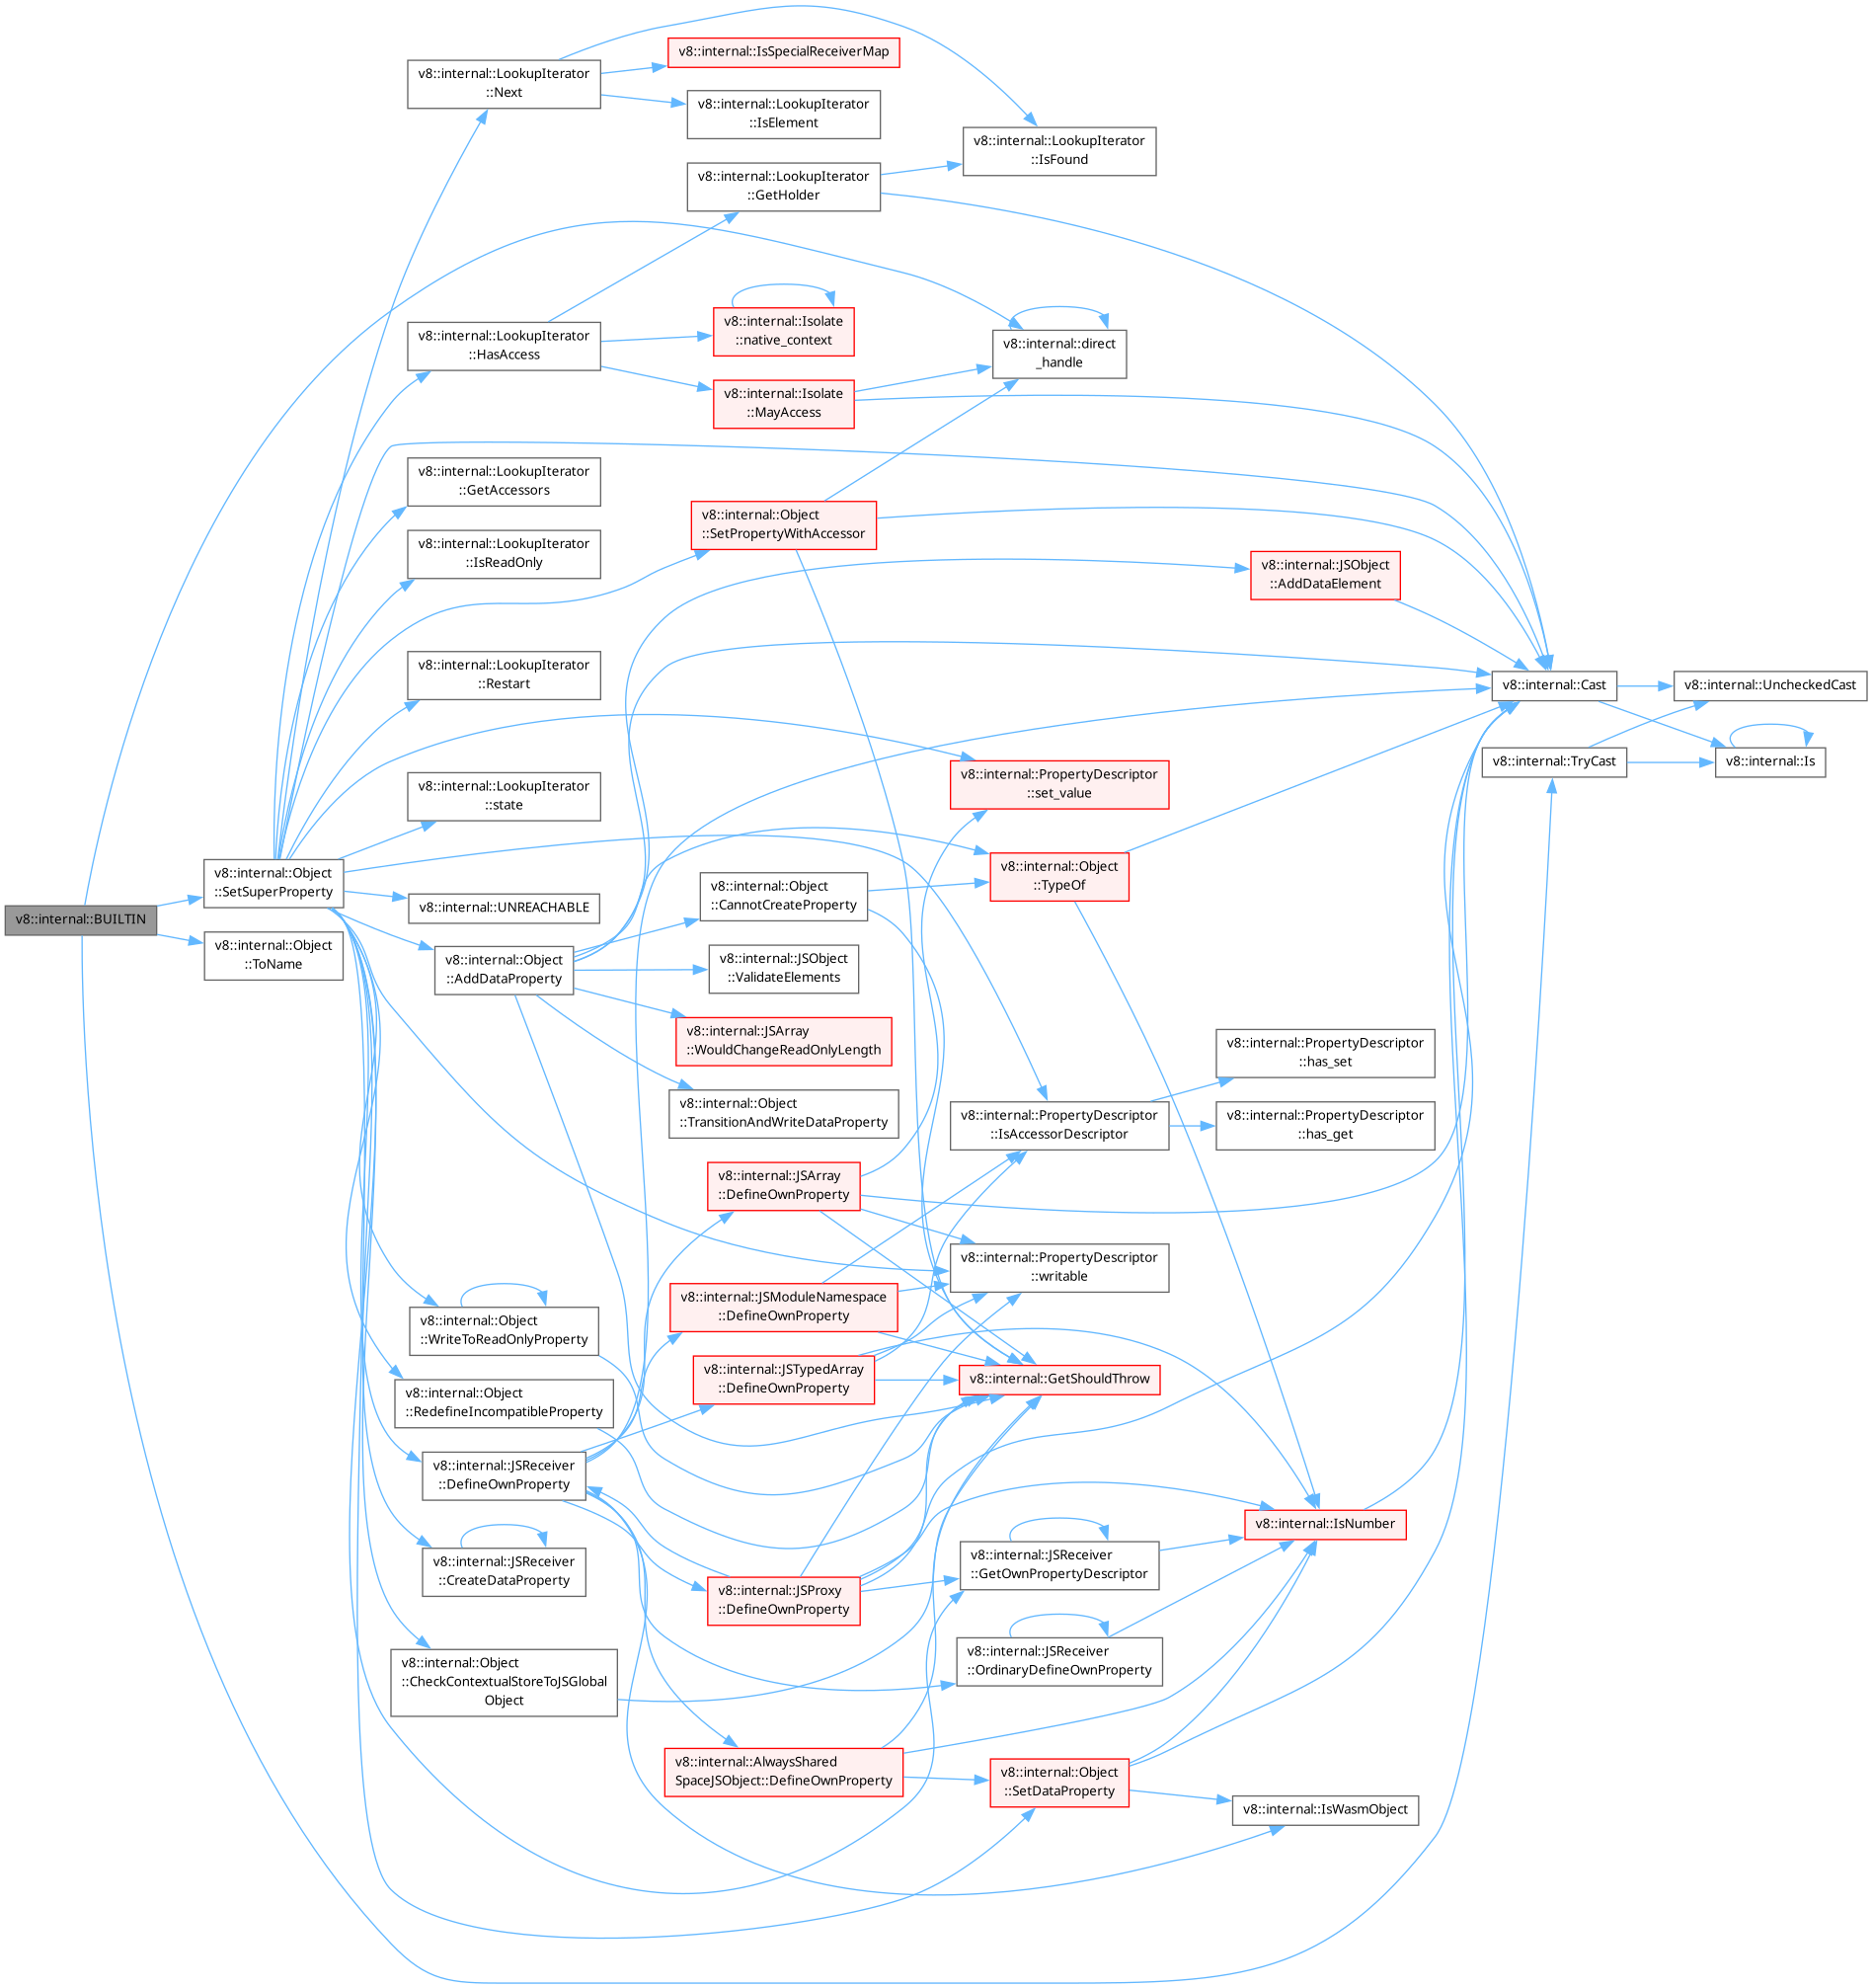 v8::internal::BUILTIN
v8::internal::Object
::SetSuperProperty
v8::internal::Object
::ToName
v8::internal::LookupIterator
::Next
v8::internal::LookupIterator
::HasAccess
v8::internal::LookupIterator
::GetAccessors
v8::internal::LookupIterator
::IsReadOnly
v8::internal::LookupIterator
::Restart
v8::internal::LookupIterator
::state
v8::internal::UNREACHABLE
v8::internal::Object
::AddDataProperty
v8::internal::Object
::WriteToReadOnlyProperty
v8::internal::Object
::RedefineIncompatibleProperty
v8::internal::JSReceiver
::DefineOwnProperty
v8::internal::JSReceiver
::CreateDataProperty
v8::internal::Object
::CheckContextualStoreToJSGlobal
Object
v8::internal::IsSpecialReceiverMap
v8::internal::LookupIterator
::IsElement
v8::internal::LookupIterator
::GetHolder
v8::internal::Isolate
::native_context
v8::internal::Isolate
::MayAccess
v8::internal::Object
::SetPropertyWithAccessor
v8::internal::Object
::CannotCreateProperty
v8::internal::JSObject
::ValidateElements
v8::internal::JSArray
::WouldChangeReadOnlyLength
v8::internal::Object
::TransitionAndWriteDataProperty
v8::internal::JSArray
::DefineOwnProperty
v8::internal::JSModuleNamespace
::DefineOwnProperty
v8::internal::JSTypedArray
::DefineOwnProperty
v8::internal::JSProxy
::DefineOwnProperty
v8::internal::AlwaysShared
SpaceJSObject::DefineOwnProperty
v8::internal::LookupIterator
::IsFound
v8::internal::direct
_handle
v8::internal::PropertyDescriptor
::set_value
v8::internal::Object
::TypeOf
v8::internal::PropertyDescriptor
::IsAccessorDescriptor
v8::internal::PropertyDescriptor
::writable
v8::internal::GetShouldThrow
v8::internal::JSReceiver
::GetOwnPropertyDescriptor
v8::internal::JSReceiver
::OrdinaryDefineOwnProperty
v8::internal::Object
::SetDataProperty
v8::internal::JSObject
::AddDataElement
v8::internal::PropertyDescriptor
::has_set
v8::internal::PropertyDescriptor
::has_get
v8::internal::IsNumber
v8::internal::IsWasmObject
v8::internal::Cast
v8::internal::TryCast
v8::internal::UncheckedCast
v8::internal::Is